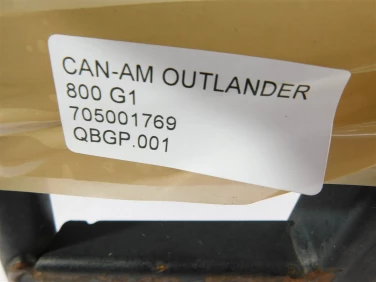 CAN-AM OUTLANDER
800 G1
705001769
QBGP.001